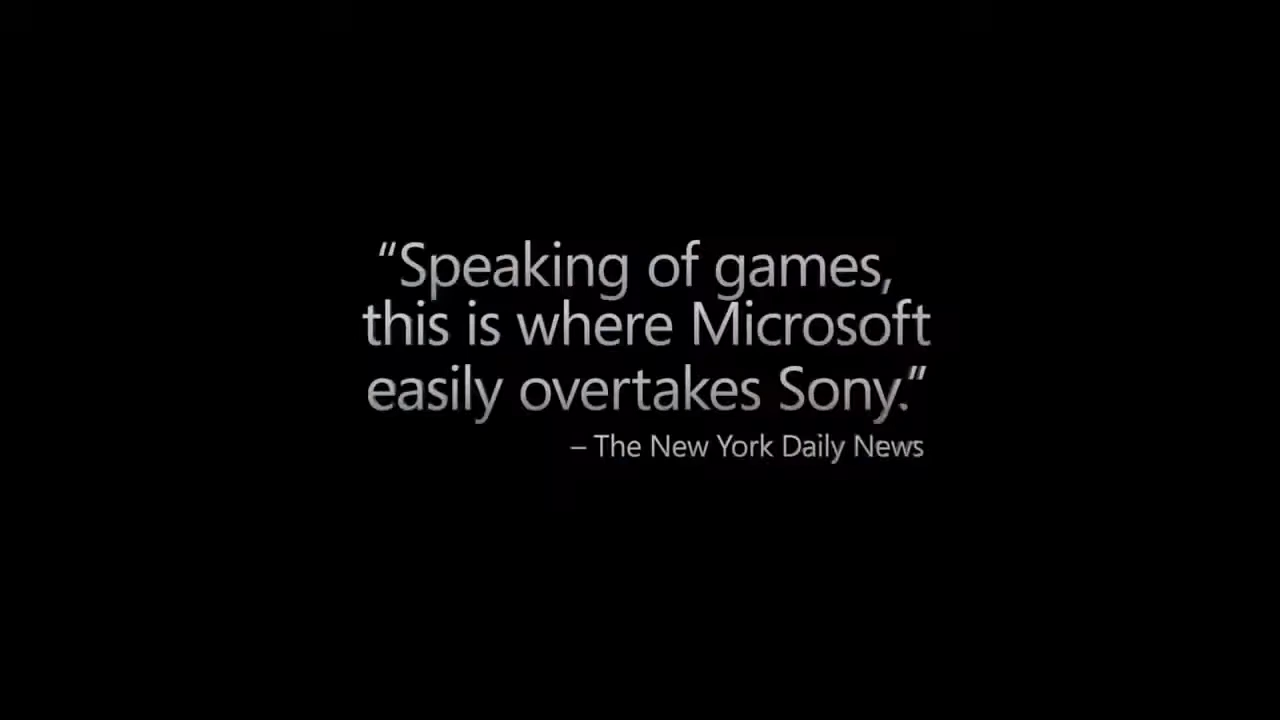 “Speaking of games,
this is where Microsoft
easily overtakes Sony.”
– The New York Daily News